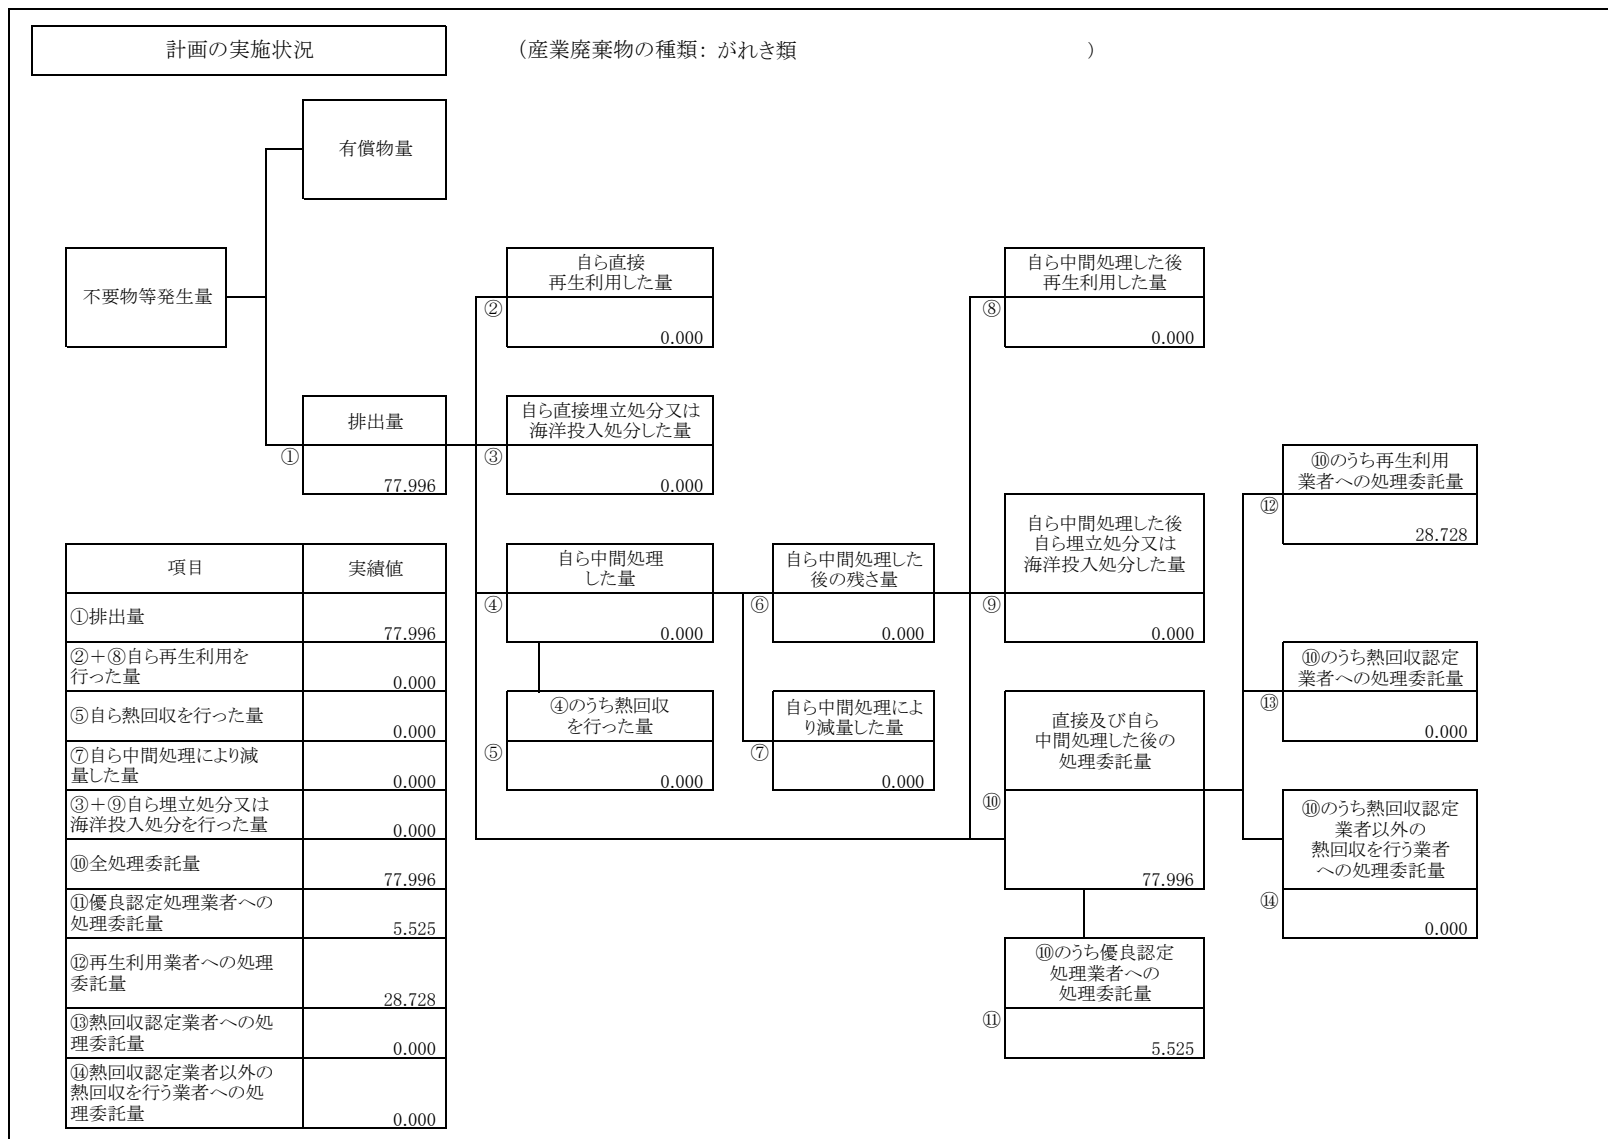 計画の実施状況
（産業廃棄物の種類：がれき類　　　　　　　　　　　　）
有償物量
不要物等発生量
自ら直接
再生利用した量
②
0.000
自ら中間処理した後
再生利用した量
⑧
0.000
排出量
①
77.996
自ら直接埋立処分又は
海洋投入処分した量
③
0.000
⑩のうち再生利用
業者への処理委託量
⑫
28.728
自ら中間処理
した量
④
0.000
自ら中間処理した
後の残さ量
⑥
0.000
自ら中間処理した後
自ら埋立処分又は
海洋投入処分した量
⑨
0.000
⑩のうち熱回収認定
業者への処理委託量
⑬
0.000
④のうち熱回収
を行った量
⑤
0.000
自ら中間処理によ
り減量した量
⑦
0.000
直接及び自ら
中間処理した後の
処理委託量
⑩
77.996
⑩のうち熱回収認定
業者以外の
熱回収を行う業者
への処理委託量
⑭
0.000
⑩のうち優良認定
処理業者への
処理委託量
⑪
5.525
項目 実績値
①排出量
77.996
②＋⑧自ら再生利用を
行った量
0.000
⑤自ら熱回収を行った量
0.000
⑦自ら中間処理により減
量した量
0.000
③＋⑨自ら埋立処分又は
海洋投入処分を行った量
0.000
⑩全処理委託量
77.996
⑪優良認定処理業者への
処理委託量
5.525
⑫再生利用業者への処理
委託量
28.728
⑬熱回収認定業者への処
理委託量
0.000
⑭熱回収認定業者以外の
熱回収を行う業者への処
理委託量
0.000